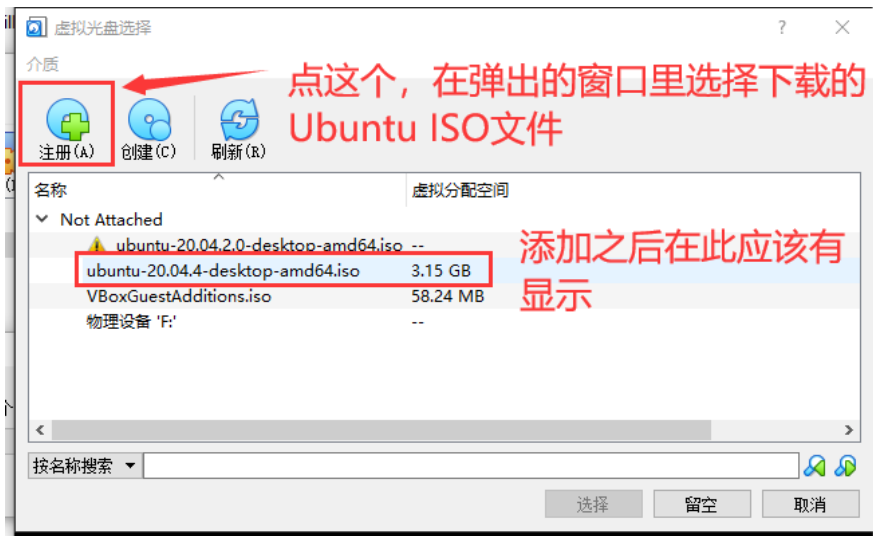 虚拟光盘选择
介质
点这个，在弹出的窗口里选择下载的
Ubuntu ISO文件
注册(A)
创建(C)
刷新(R)
名称
虚拟分配空间
Not Attached
ubuntu-20.04.2.0-desktop-amd64.iso --
ubuntu-20.04.4-desktop-amd64.iso 3.15 GB
VBoxGuestAdditions.iso 58.24 MB
物理设备 'F:' --
添加之后在此应该有
显示
按名称搜索
选择
留空
取消